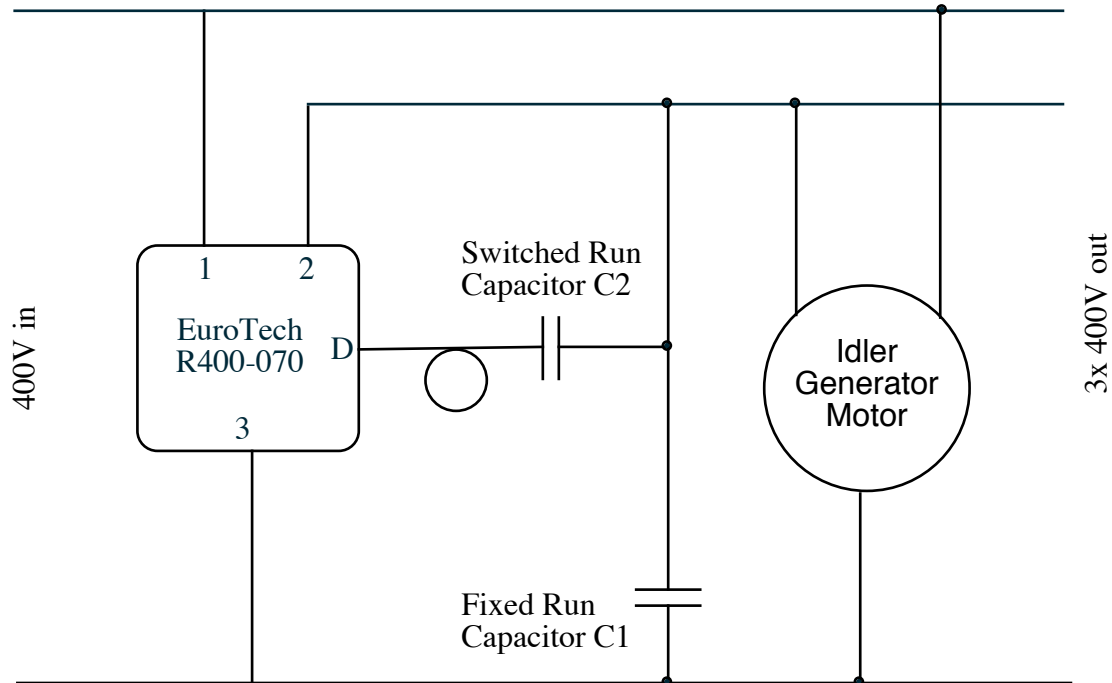 400V in
1
2
EuroTech
R400-070
D
3
Switched Run
Capacitor C2
Fixed Run
Capacitor C1
Idler
Generator
Motor
3x 400V out